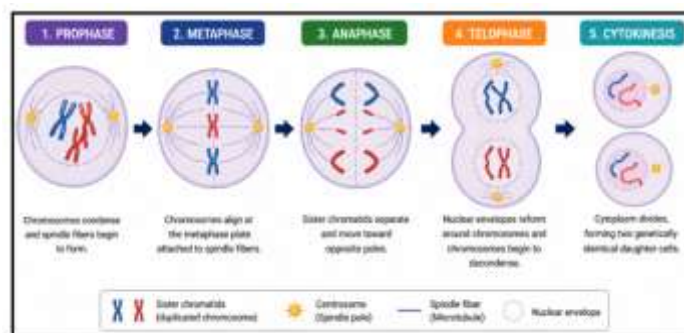 1. PROPHASE
2. METAPHASE
3. ANAPHASE
4. TELOPHASE
5. CYTOKINESIS
Chromosomes condense
and spindle fibers begin
to form.
Chromosomes align at
the metaphase plate
attached to spindle fibers.
Sister chromatids separate
and move toward
opposite poles.
Nuclear envelopes reform
around chromosomes and
chromosomes begin to
decondense.
Cytoplasm divides,
forming two genetically
identical daughter cells.
Sister chromatids
(duplicated chromosome)
Centrosome
(Spindle pole)
Spindle fiber
(Microtubule)
Nuclear envelope